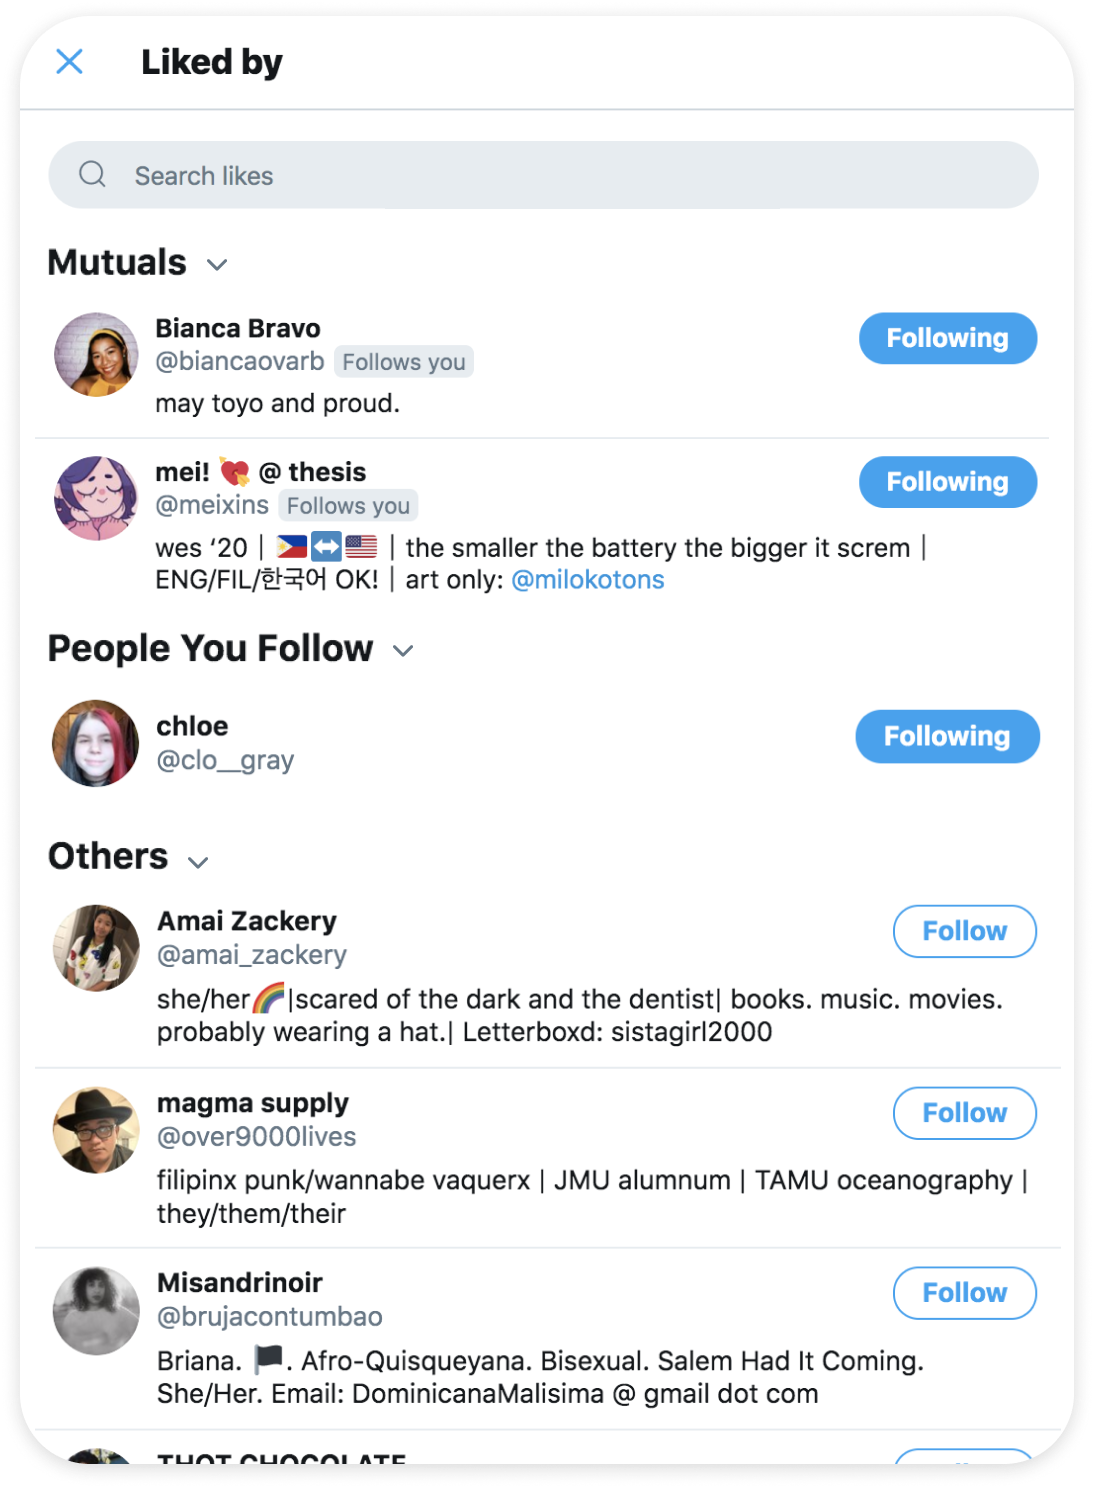 Liked by
Search likes
Mutuals
Bianca Bravo
Following
@biancaovarb Follows you
may toyo and proud.
mei! 💘 @ thesis
Following
@meixins Follows you
wes ‘20 | 🇵🇭↔️🇺🇸 | the smaller the battery the bigger it screm |
ENG/FIL/한국어 OK! | art only: @milokotons
People You Follow
chloe
Following
@clo__gray
Others
Amai Zackery
Follow
@amai_zackery
she/her🌈|scared of the dark and the dentist| books. music. movies.
probably wearing a hat.| Letterboxd: sistagirl2000
magma supply
Follow
@over9000lives
filipinx punk/wannabe vaquerx | JMU alumnum | TAMU oceanography |
they/them/their
Misandrinoir
Follow
@brujacontumbao
Briana. 🏴. Afro-Quisqueyana. Bisexual. Salem Had It Coming.
She/Her. Email: DominicanaMalisima @ gmail dot com
THOT CHOCOLATE